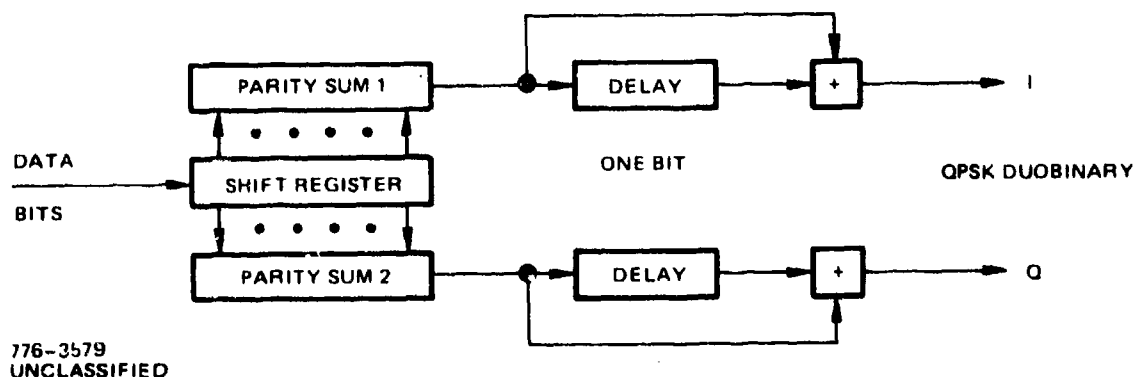 PARITY SUM 1
DELAY
+
I
DATA
BITS
SHIFT REGISTER
ONE BIT
QPSK DUOBINARY
PARITY SUM 2
DELAY
+
Q
776-3579
UNCLASSIFIED